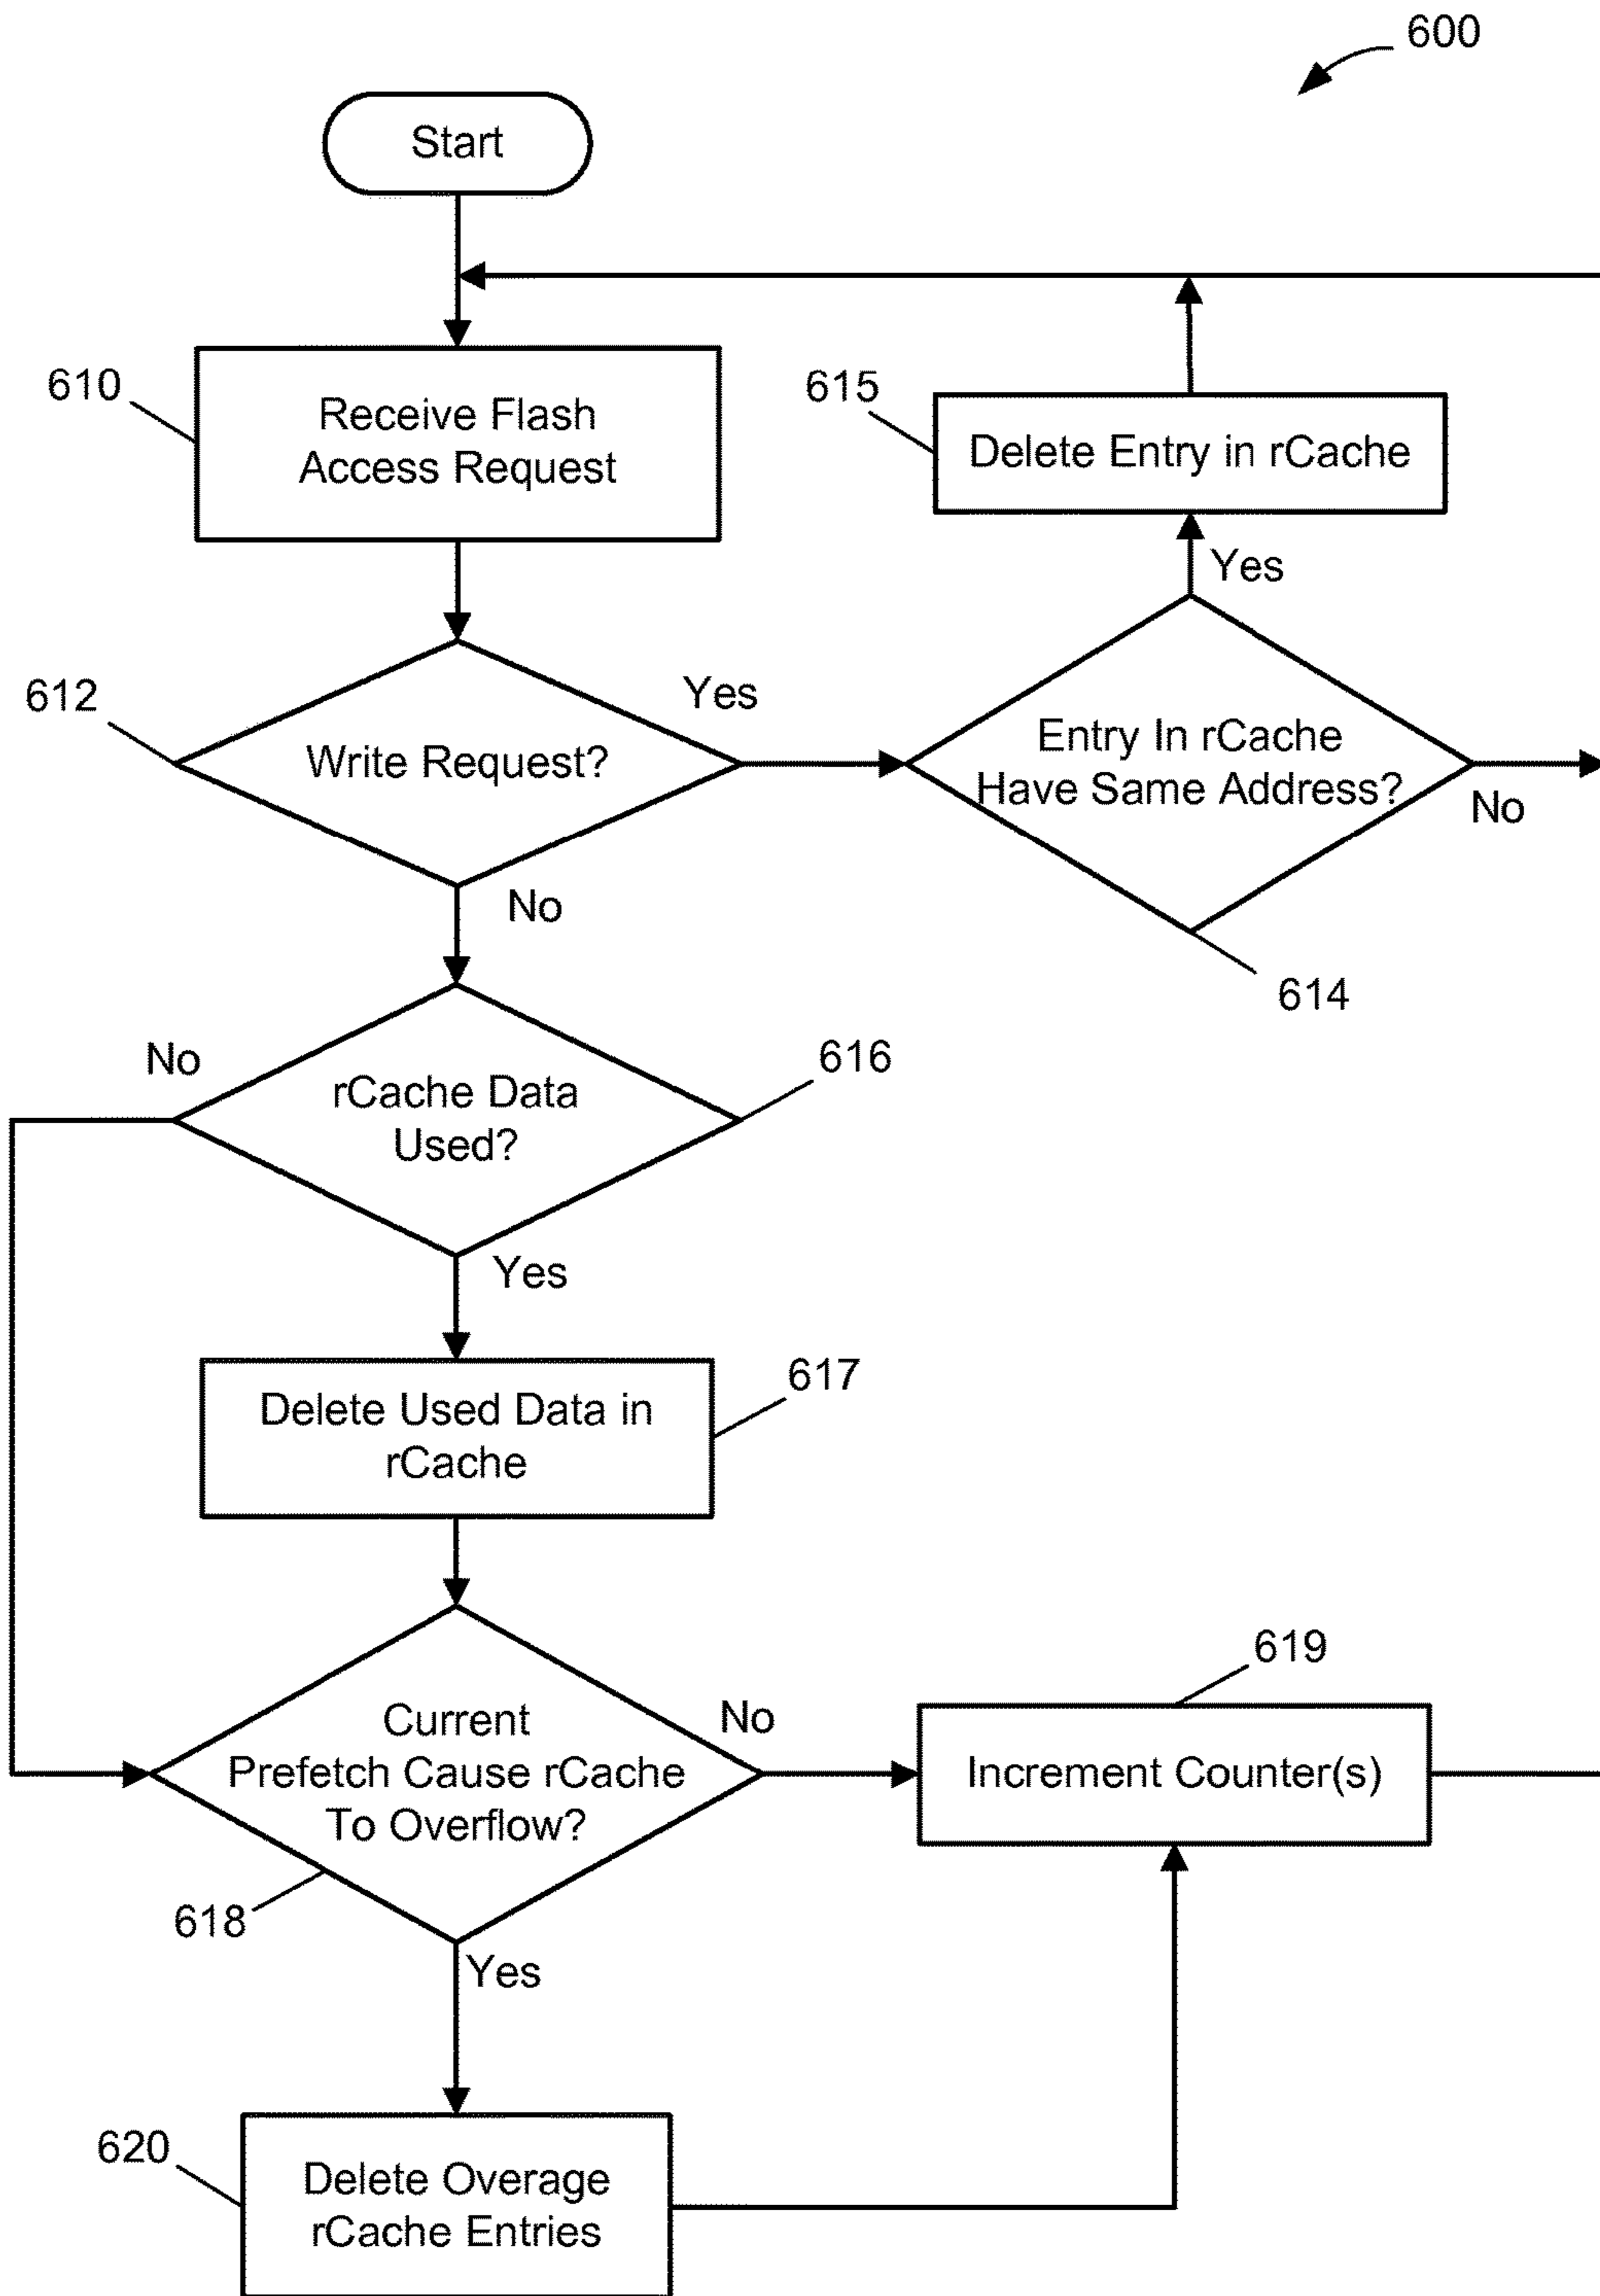 600
Start
610
Receive Flash
Access Request
615
Delete Entry in rCache
Yes
612
Write Request?
Yes
Entry In rCache
Have Same Address?
No
614
No
No
rCache Data
Used?
616
Yes
617
Delete Used Data in
rCache
619
Current
Prefetch Cause rCache
To Overflow?
No
Increment Counter(s)
618
Yes
620
Delete Overage
rCache Entries